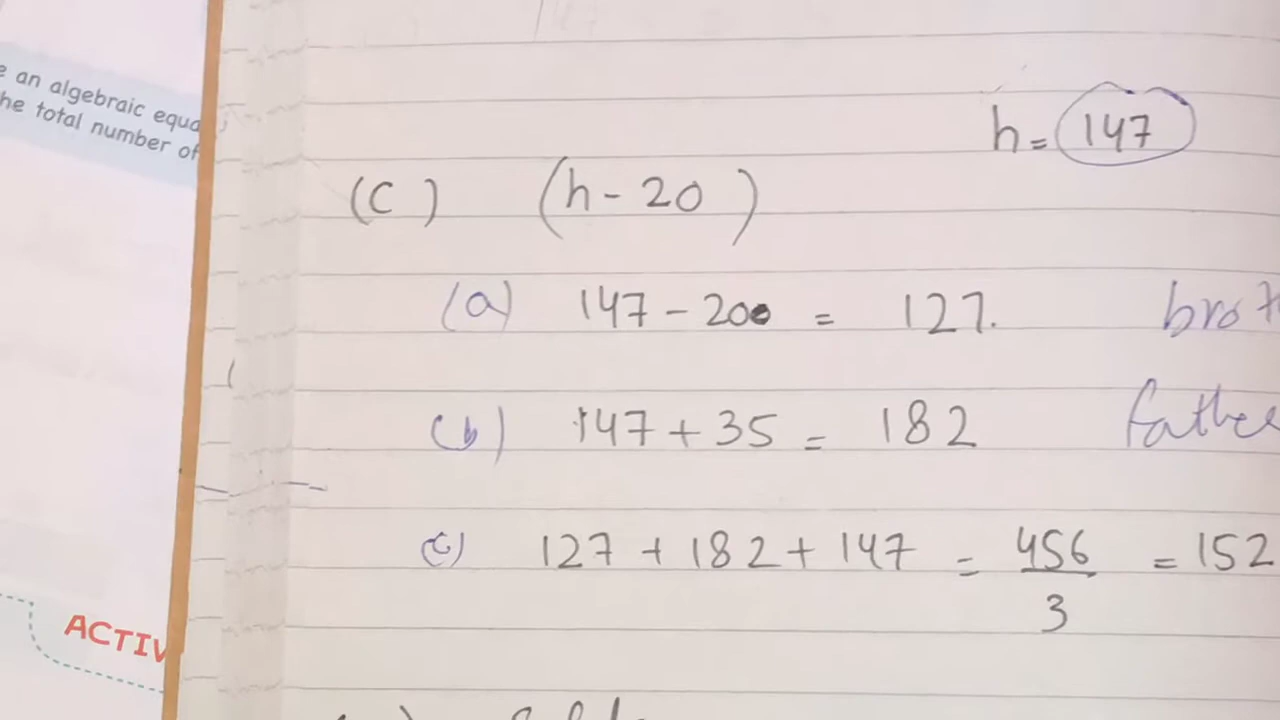 e an algebraic equa
he total number of
h = 147
(c) (h - 20)
(a) 147 - 20 = 127.
(b) 147 + 35 = 182
(c) 127 + 182 + 147 = 456/3 = 152
ACTIV